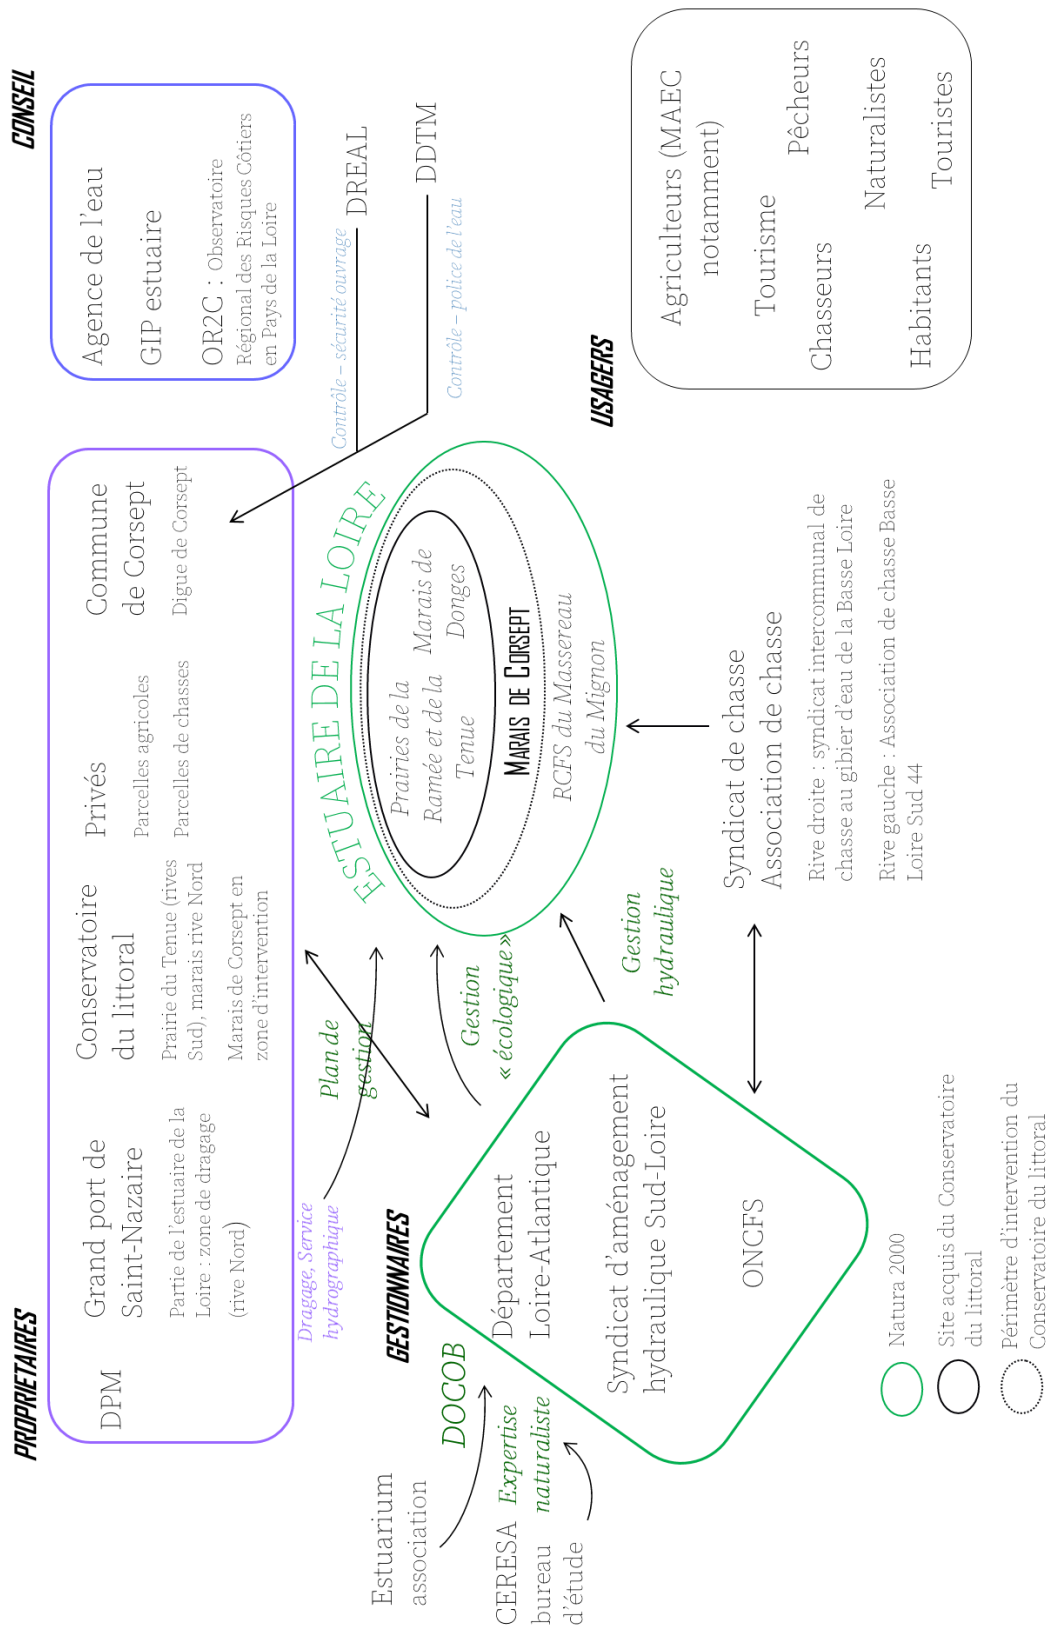 PROPRIETAIRES
DPM
Grand port de
Saint-Nazaire
Partie de l'estuaire de la
Loire : zone de dragage
(rive Nord)
Conservatoire
du littoral
Prairie du Tenue (rives
Sud), marais rive Nord
Marais de Corsept en
zone d'intervention
Privés
Parcelles agricoles
Parcelles de chasses
Commune
de Corsept
Digue de Corsept
CONSEIL
Agence de l'eau
GIP estuaire
OR2C : Observatoire
Régional des Risques Côtiers
en Pays de la Loire
Contrôle – sécurité ouvrage
DREAL
DDTM
Contrôle – police de l'eau
Dragage, Service
hydrographique
Plan de
gestion
ESTUAIRE DE LA LOIRE
Prairies de la
Ramée et de la
Tenue
Marais de
Donges
MARAIS DE CORSEPT
RCFS du Massereau
du Mignon
Gestion
« écologique»
Gestion
hydraulique
GESTIONNAIRES
Estuarium
association
DOCOB
CERESA
bureau
d'étude
Expertise
naturaliste
Département
Loire-Atlantique
Syndicat d'aménagement
hydraulique Sud-Loire
ONCFS
Syndicat de chasse
Association de chasse
Rive droite : syndicat intercommunal de
chasse au gibier d'eau de la Basse Loire
Rive gauche : Association de chasse Basse
Loire Sud 44
USAGERS
Agriculteurs (MAEC
notamment)
Tourisme
Pêcheurs
Chasseurs
Naturalistes
Habitants
Touristes
Natura 2000
Site acquis du Conservatoire
du littoral
Périmètre d'intervention du
Conservatoire du littoral